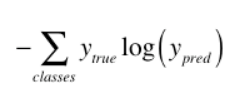 − ∑ y_true log(y_pred)
classes